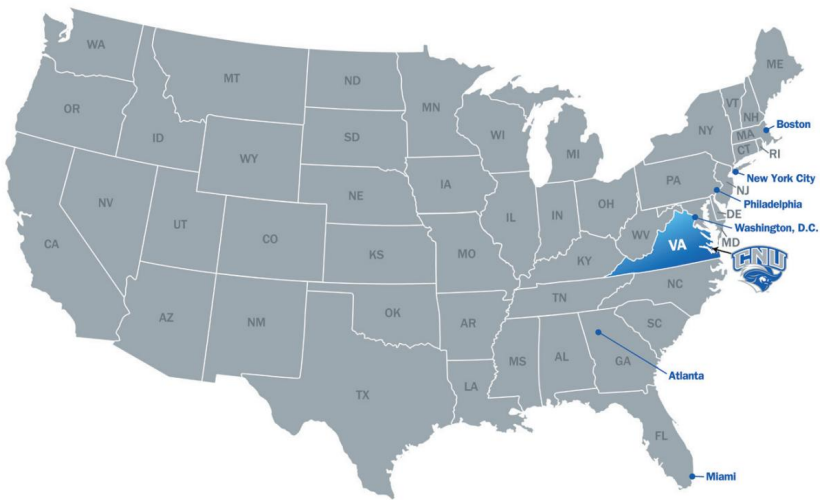 WA
MT
ND
MN
ME
OR
ID
SD
WI
MI
VT
NH
NY
MA
Boston
CT
RI
WY
IA
NE
PA
New York City
NJ
Philadelphia
NV
UT
CO
IL
IN
OH
DE
Washington, D.C.
WV
VA
MD
CNU
CA
KS
MO
KY
NC
AZ
NM
OK
AR
TN
SC
MS
AL
GA
Atlanta
TX
LA
FL
Miami